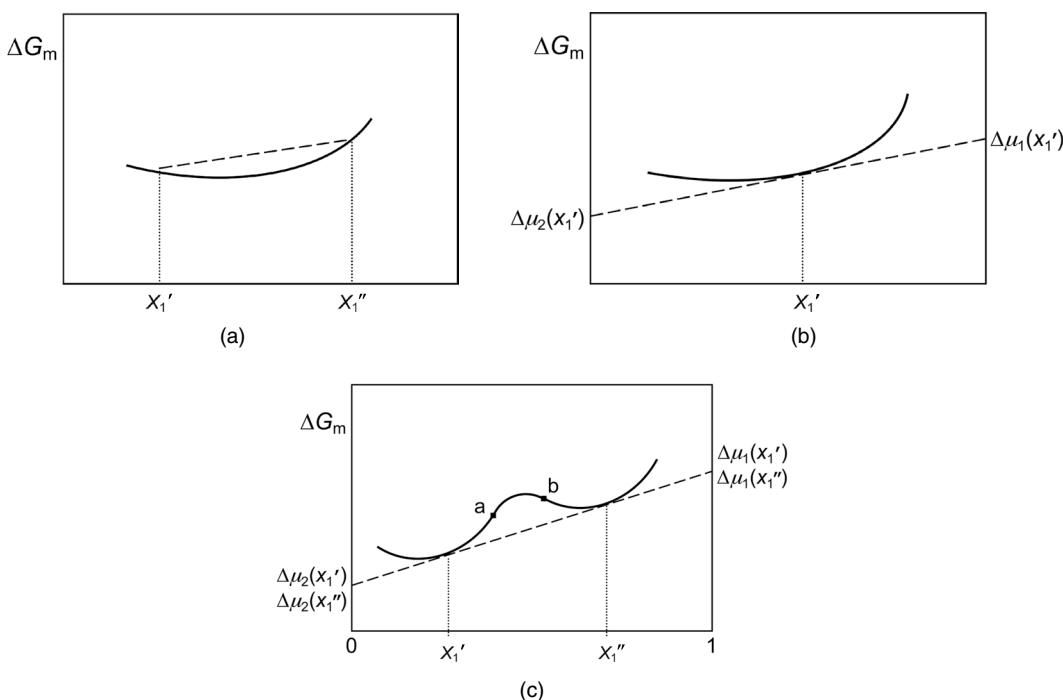 ΔGm
x1′
x1″
(a)
ΔGm
Δμ1(x1′)
Δμ2(x1′)
x1′
(b)
ΔGm
Δμ1(x1′)
Δμ1(x1″)
a
b
Δμ2(x1′)
Δμ2(x1″)
0
x1′
x1″
1
(c)